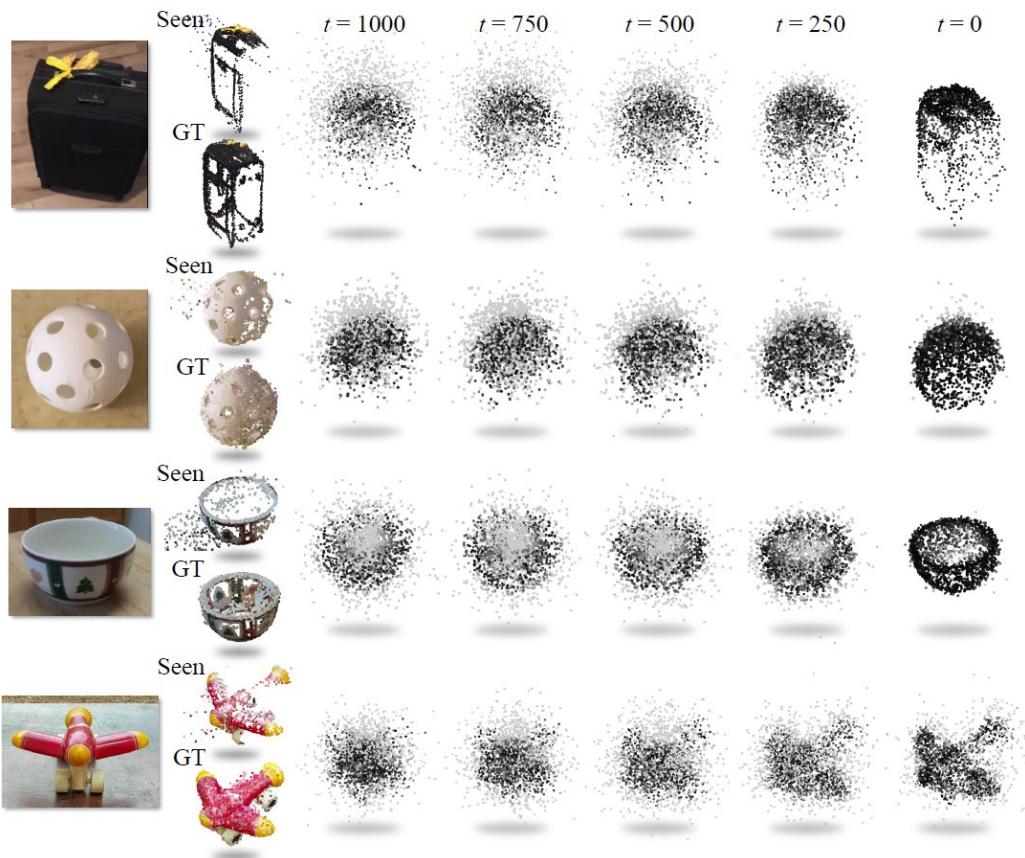 Seen t = 1000 t = 750 t = 500 t = 250 t = 0
GT
Seen
GT
Seen
GT
Seen
GT